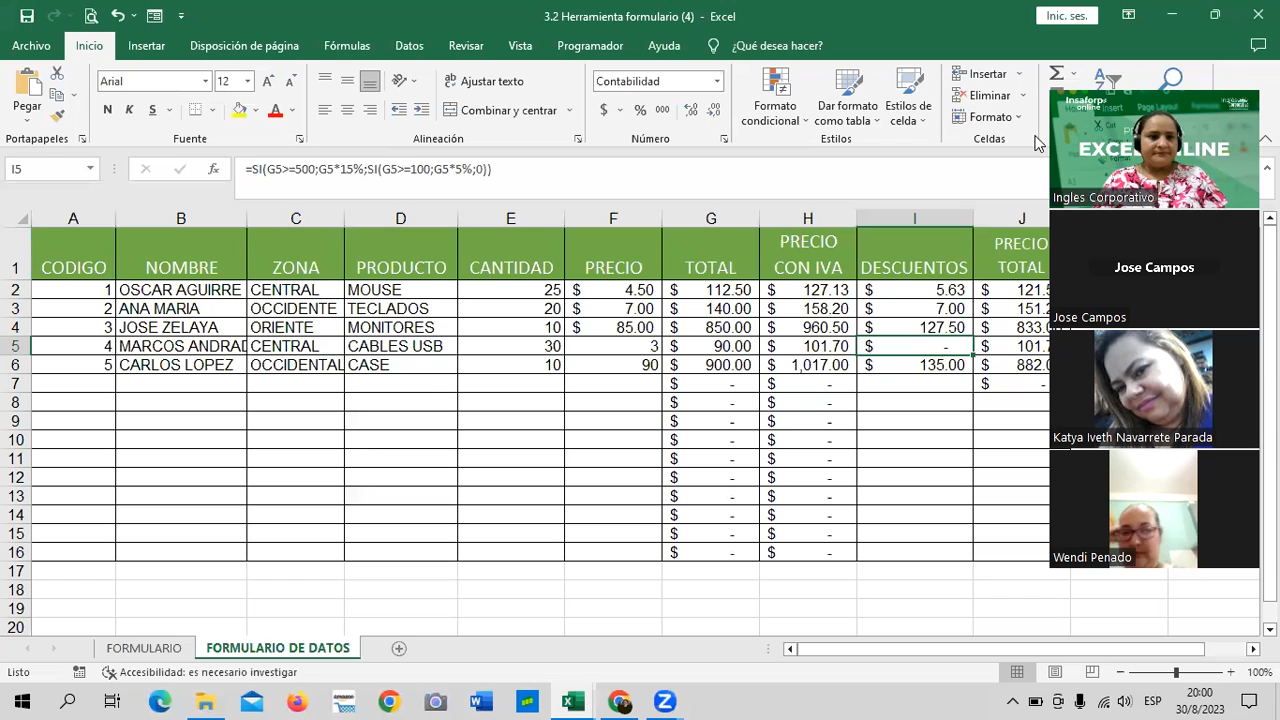 3.2 Herramienta formulario (4) - Excel
Inic. ses.
Archivo Inicio Insertar Disposición de página Fórmulas Datos Revisar Vista Programador Ayuda ¿Qué desea hacer?
Pegar
Arial 12
N K S
Ajustar texto
Combinar y centrar
Contabilidad
$ % 000
Formato condicional
Dar formato como tabla
Estilos de celda
Insertar
Eliminar
Formato
Portapapeles Fuente Alineación Número Estilos Celdas
I5
=SI(G5>=500;G5*15%;SI(G5>=100;G5*5%;0))
A B C D E F G H I J
1 CODIGO NOMBRE ZONA PRODUCTO CANTIDAD PRECIO TOTAL PRECIO CON IVA DESCUENTOS PRECIO TOTAL
2 1 OSCAR AGUIRRE CENTRAL MOUSE 25 $ 4.50 $ 112.50 $ 127.13 $ 5.63 $ 121.5
3 2 ANA MARIA OCCIDENTE TECLADOS 20 $ 7.00 $ 140.00 $ 158.20 $ 7.00 $ 151.2
4 3 JOSE ZELAYA ORIENTE MONITORES 10 $ 85.00 $ 850.00 $ 960.50 $ 127.50 $ 833.0
5 4 MARCOS ANDRAD CENTRAL CABLES USB 30 3 $ 90.00 $ 101.70 $ - $ 101.7
6 5 CARLOS LOPEZ OCCIDENTAL CASE 10 90 $ 900.00 $ 1,017.00 $ 135.00 $ 882.0
7 $ - $ - $ -
8 $ - $ -
9 $ - $ -
10 $ - $ -
11 $ - $ -
12 $ - $ -
13 $ - $ -
14 $ - $ -
15 $ - $ -
16 $ - $ -
17
18
19
20
Insaforp online
EXCEL ONLINE
Ingles Corporativo
Jose Campos
Jose Campos
Katya Iveth Navarrete Parada
Wendi Penado
FORMULARIO FORMULARIO DE DATOS
Listo Accesibilidad: es necesario investigar 100%
ESP
20:00
30/8/2023